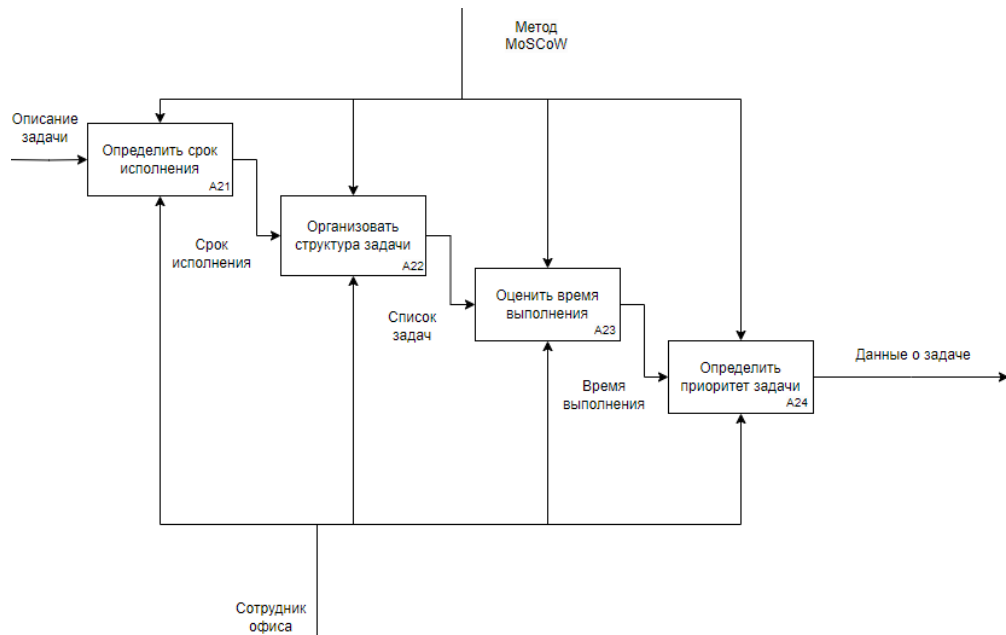 Метод
MoSCoW
Описание
задачи
Определить срок
исполнения
A21
Срок
исполнения
Организовать
структура задачи
A22
Список
задач
Оценить время
выполнения
A23
Время
выполнения
Определить
приоритет задачи
A24
Данные о задаче
Сотрудник
офиса